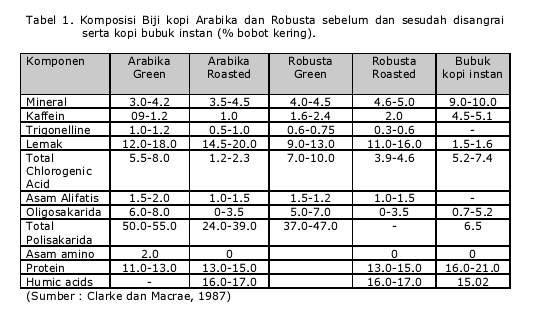 Tabel 1. Komposisi Biji kopi Arabika dan Robusta sebelum dan sesudah disangrai
serta kopi bubuk instan (% bobot kering).
Komponen Arabika Arabika Robusta Robusta Bubuk
Green Roasted Green Roasted kopi instan
Mineral 3.0-4.2 3.5-4.5 4.0-4.5 4.6-5.0 9.0-10.0
Kaffein 09-1.2 1.0 1.6-2.4 2.0 4.5-5.1
Trigonelline 1.0-1.2 0.5-1.0 0.6-0.75 0.3-0.6 -
Lemak 12.0-18.0 14.5-20.0 9.0-13.0 11.0-16.0 1.5-1.6
Total 5.5-8.0 1.2-2.3 7.0-10.0 3.9-4.6 5.2-7.4
Chlorogenic
Acid
Asam Alifatis 1.5-2.0 1.0-1.5 1.5-1.2 1.0-1.5 -
Oligosakarida 6.0-8.0 0-3.5 5.0-7.0 0-3.5 0.7-5.2
Total 50.0-55.0 24.0-39.0 37.0-47.0 - 6.5
Polisakarida
Asam amino 2.0 0 0 0
Protein 11.0-13.0 13.0-15.0 13.0-15.0 16.0-21.0
Humic acids - 16.0-17.0 16.0-17.0 15.02
(Sumber : Clarke dan Macrae, 1987)